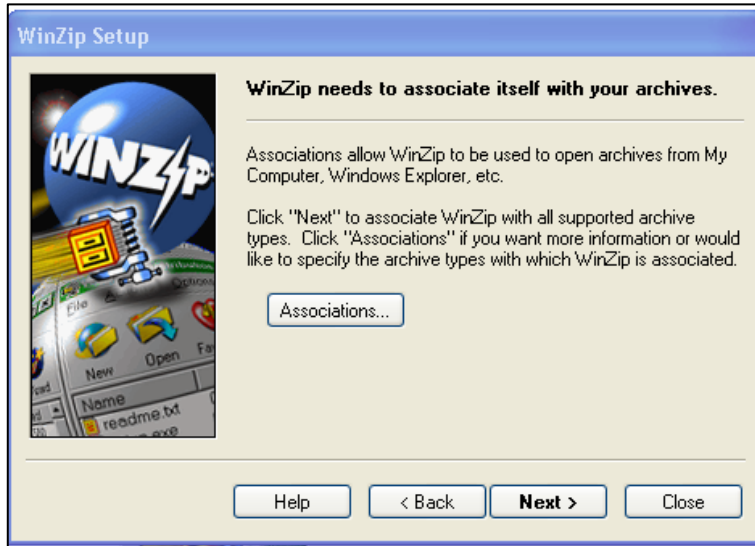 WinZip Setup
WinZip needs to associate itself with your archives.
Associations allow WinZip to be used to open archives from My
Computer, Windows Explorer, etc.
Click "Next" to associate WinZip with all supported archive
types. Click "Associations" if you want more information or would
like to specify the archive types with which WinZip is associated.
Associations...
WINZIP
File
Options
New
Open
Name
readme.txt
Help
< Back
Next >
Close